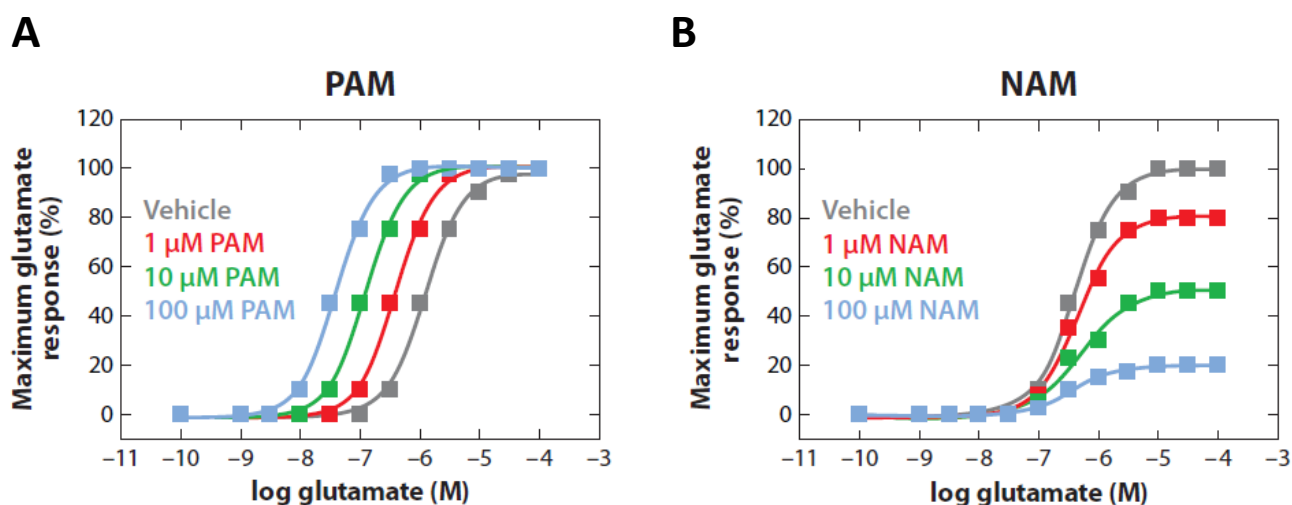 A
PAM
Maximum glutamate
response (%)
120
100
80
60
40
20
0
Vehicle
1 µM PAM
10 µM PAM
100 µM PAM
–11 –10 –9 –8 –7 –6 –5 –4 –3
log glutamate (M)
B
NAM
Maximum glutamate
response (%)
120
100
80
60
40
20
0
Vehicle
1 µM NAM
10 µM NAM
100 µM NAM
–11 –10 –9 –8 –7 –6 –5 –4 –3
log glutamate (M)